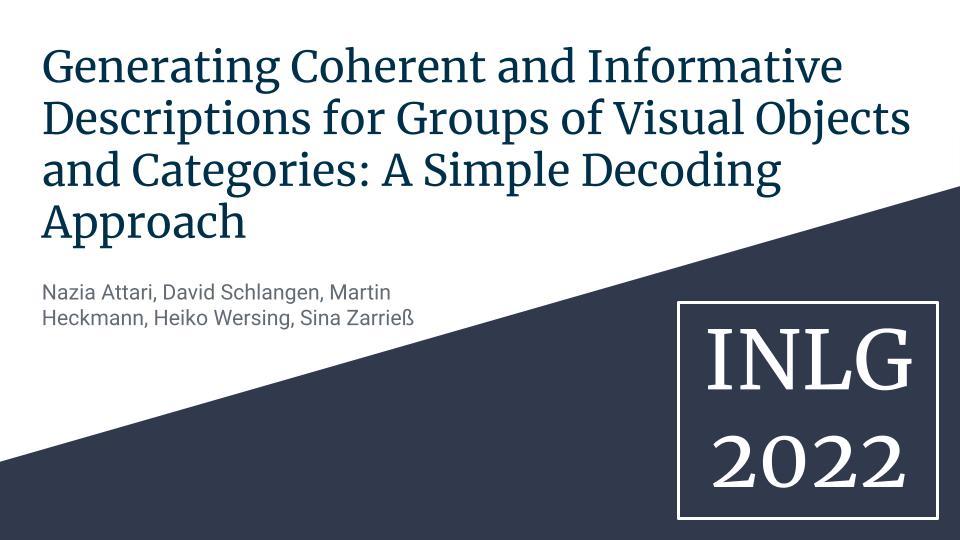 Generating Coherent and Informative
Descriptions for Groups of Visual Objects
and Categories: A Simple Decoding
Approach
Nazia Attari, David Schlangen, Martin
Heckmann, Heiko Wersing, Sina Zarrieß
INLG
2022